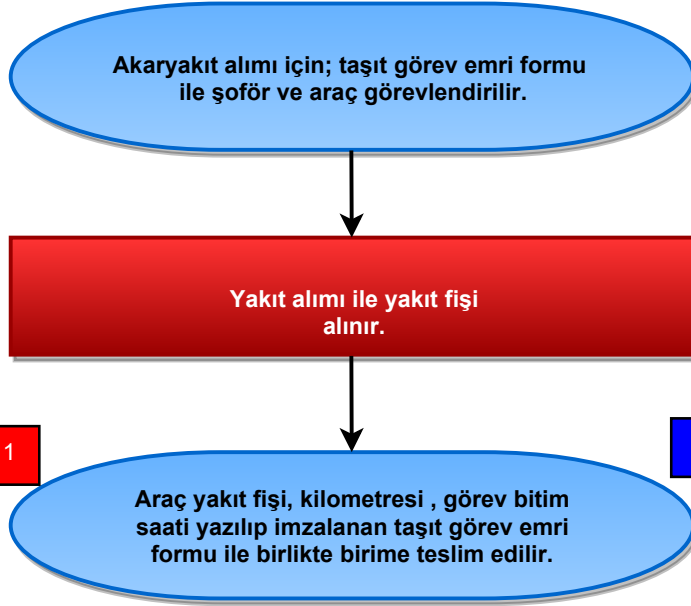 Akaryakıt alımı için; taşıt görev emri formu
ile şoför ve araç görevlendirilir.
Yakıt alımı ile yakıt fişi
alınır.
1
Araç yakıt fişi, kilometresi , görev bitim
saati yazılıp imzalanan taşıt görev emri
formu ile birlikte birime teslim edilir.